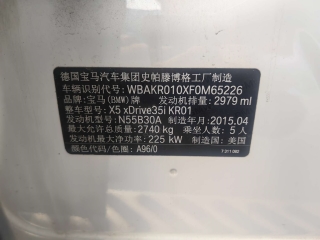 德国宝马汽车集团史帕滕博格工厂制造
车辆识别代号: WBAKR010XF0M65226
品牌: 宝马(BMW)牌 发动机排量: 2979 ml
整车型号: X5 xDrive35i KR01
发动机型号: N55B30A 制造年月: 2015.04
最大允许总质量: 2740 kg 乘坐人数: 5 人
发动机最大净功率: 225 kW 制造国: 美国
颜色代码/色图: A96/0